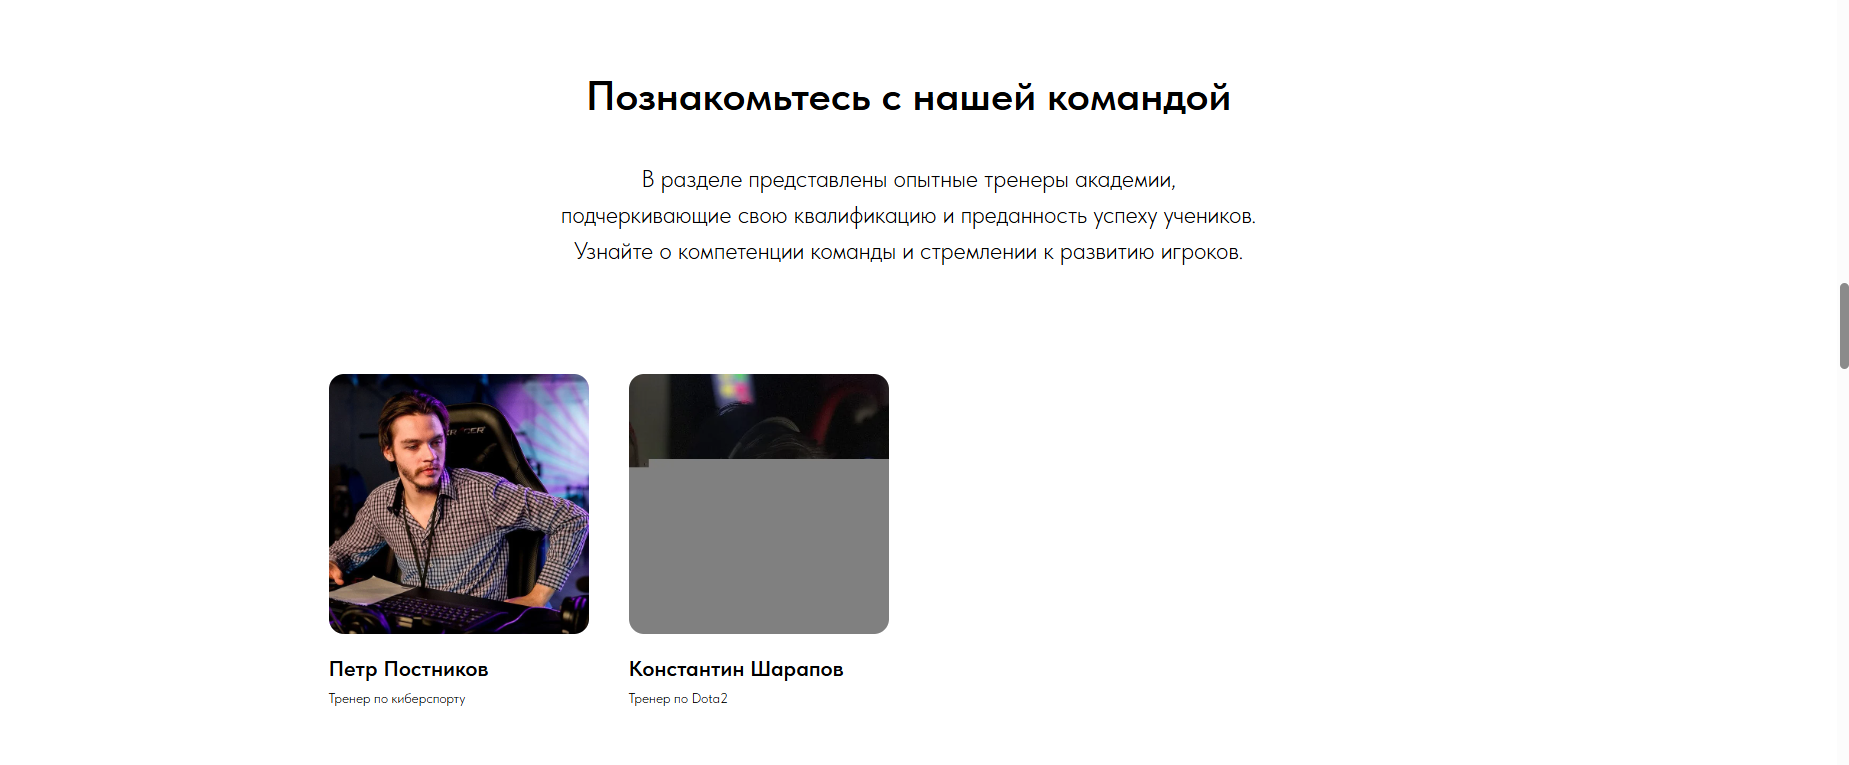 Познакомьтесь с нашей командой
В разделе представлены опытные тренеры академии,
подчеркивающие свою квалификацию и преданность успеху учеников.
Узнайте о компетенции команды и стремлении к развитию игроков.
Петр Постников
Константин Шарапов
Тренер по киберспорту
Тренер по Dota2